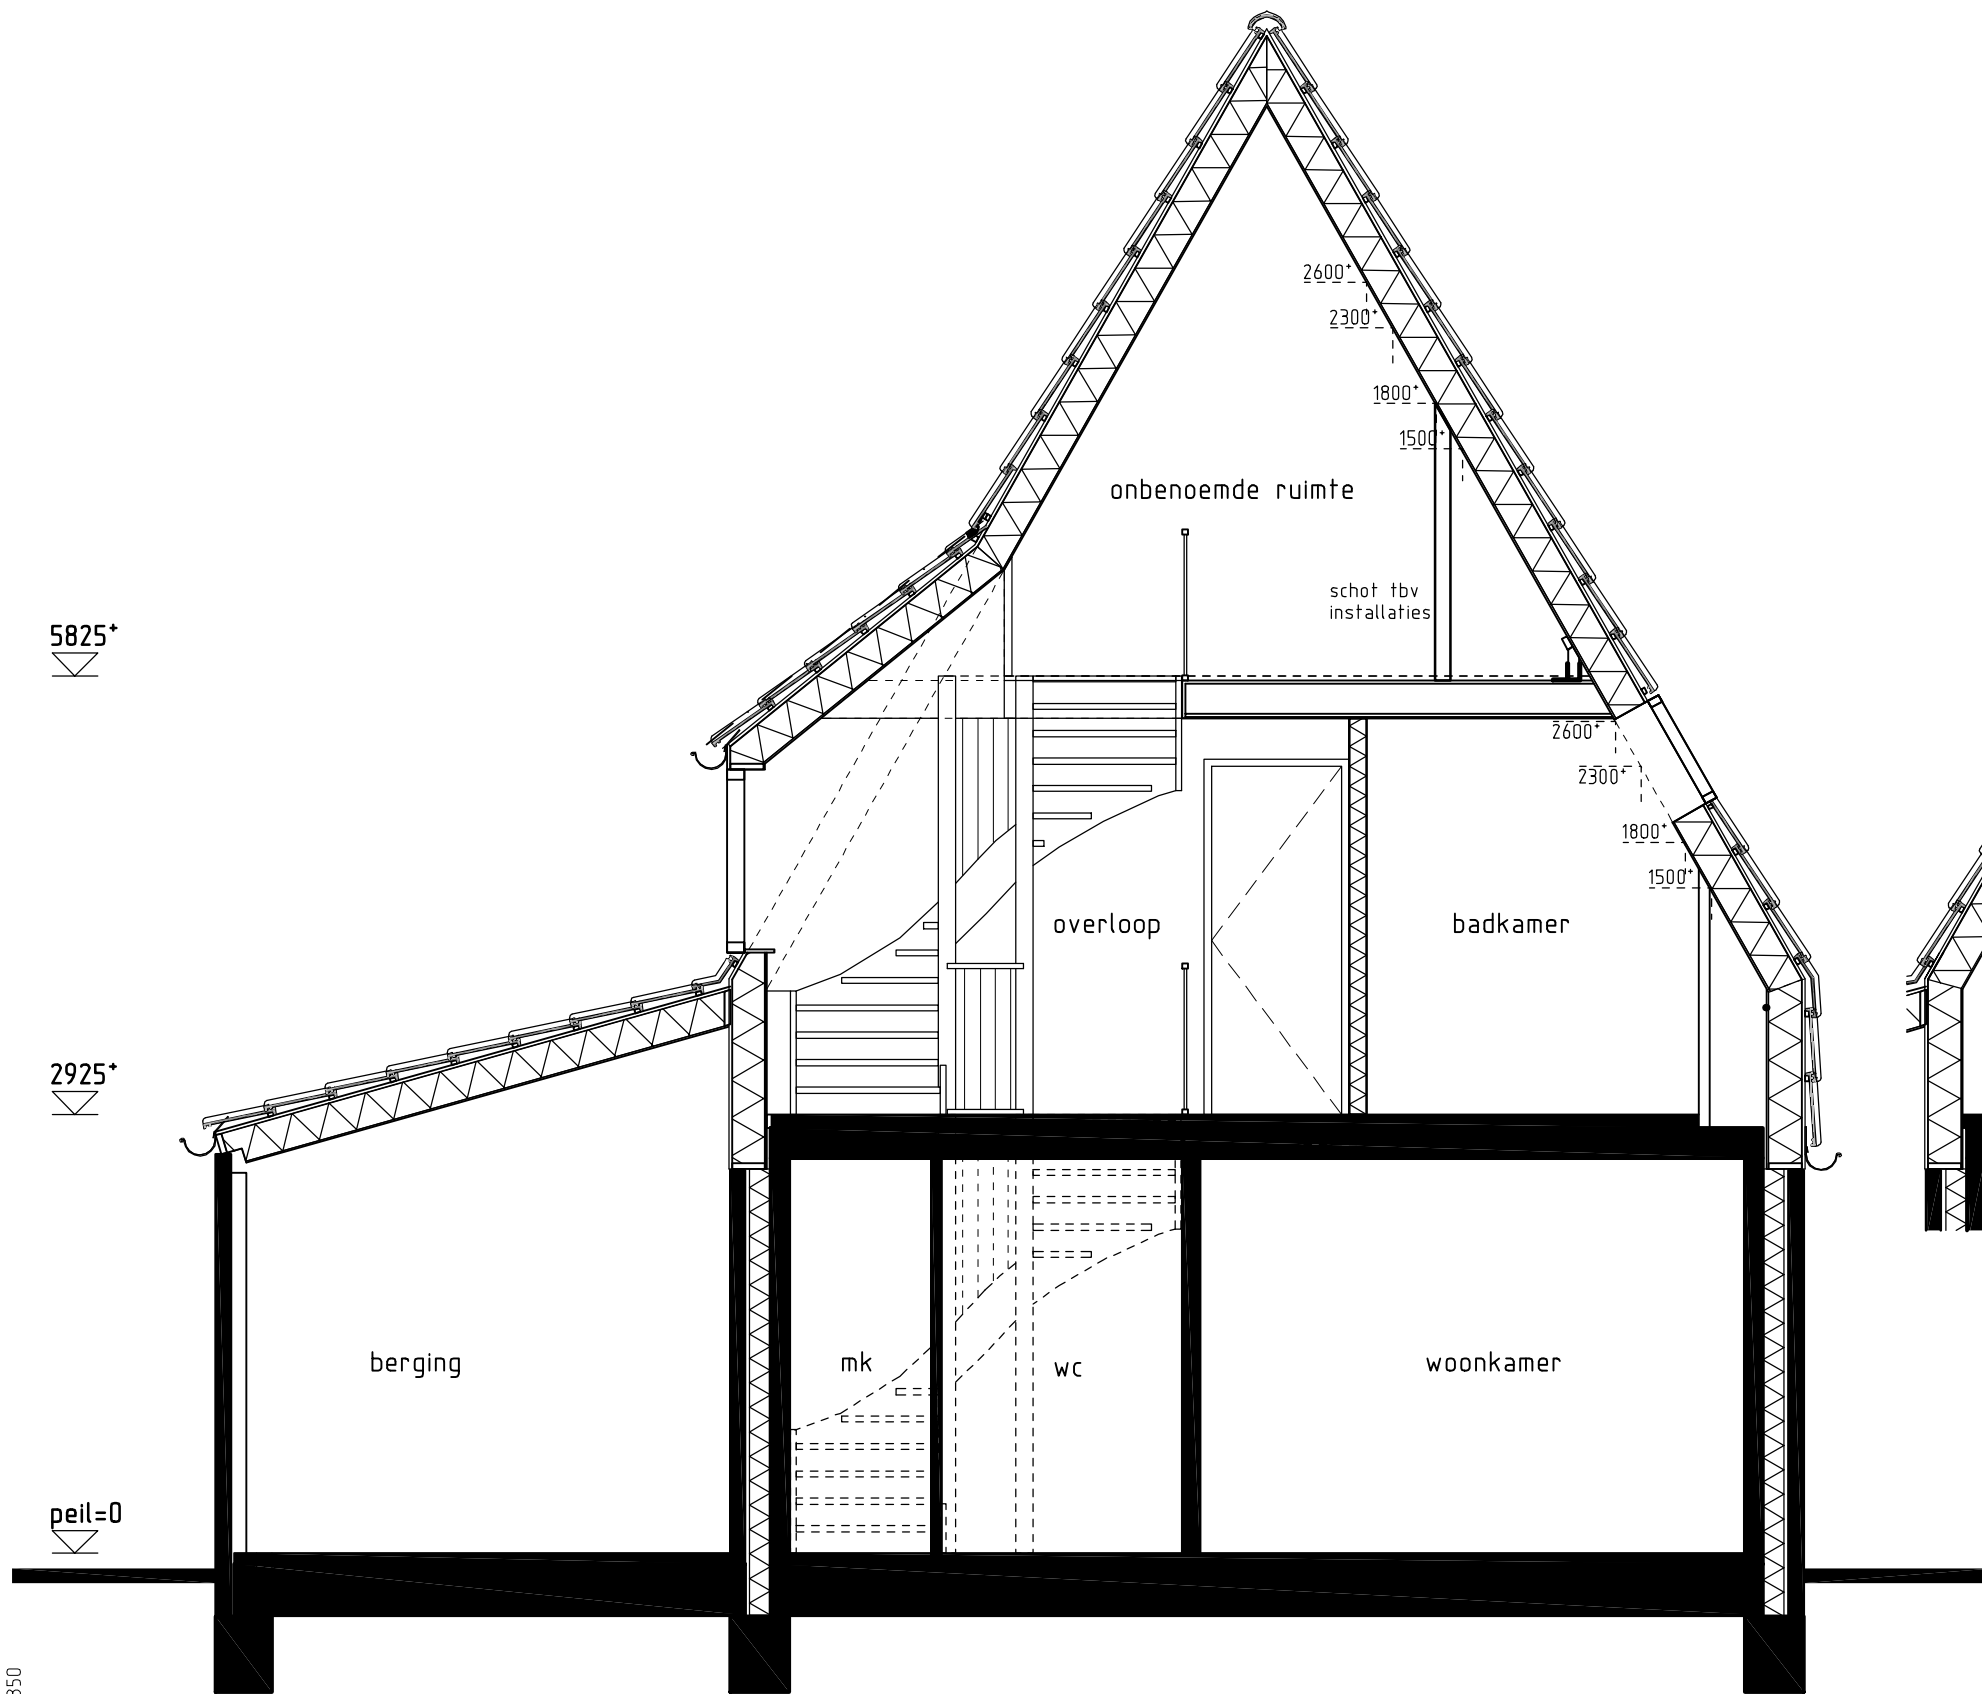 2600+
2300+
1800+
1500+
onbenoemde ruimte
schot tbv
installaties
5825+
2600+
2300+
1800+
1500+
overloop
badkamer
2925+
berging
mk
wc
woonkamer
peil=0
350